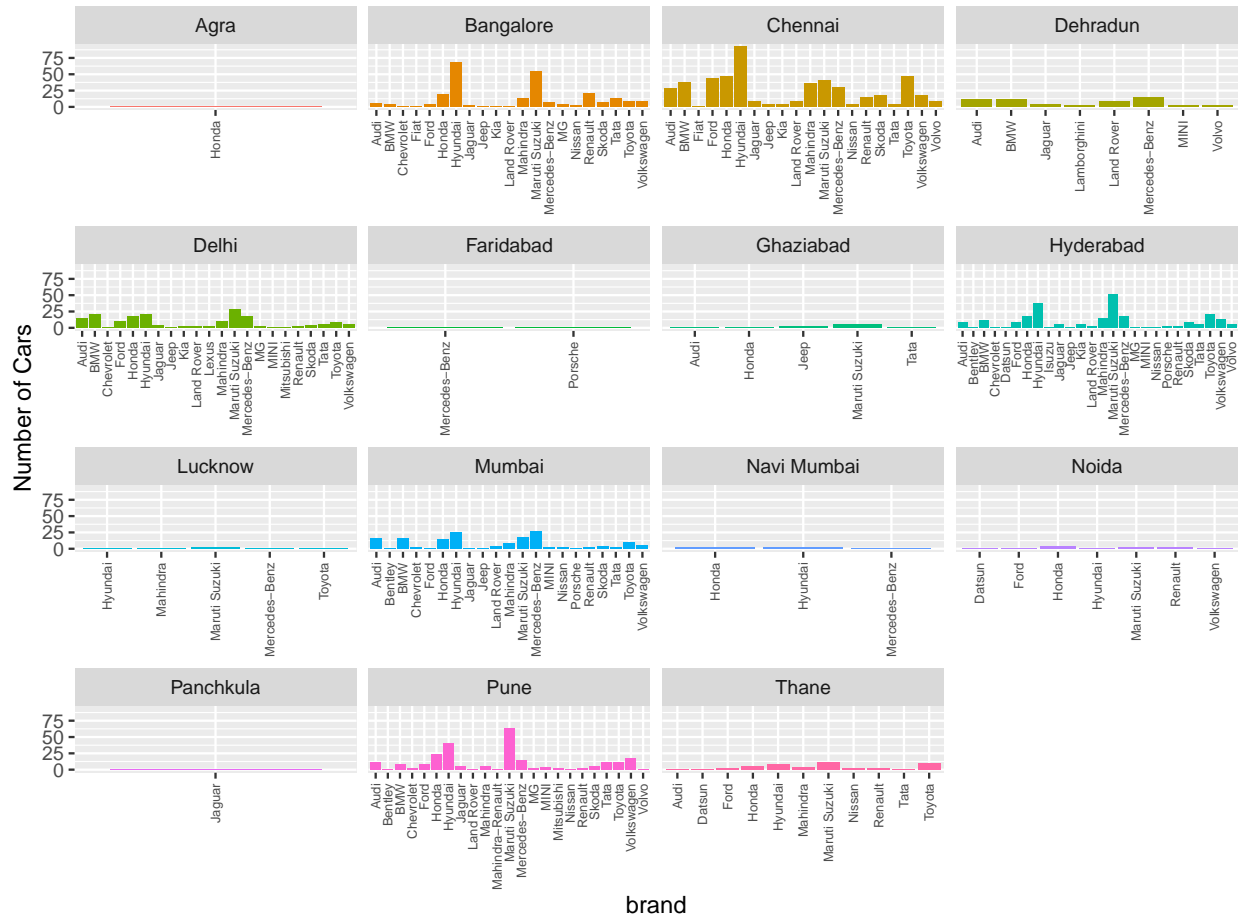 Agra
Bangalore
Chennai
Dehradun
75
50
25
0
Honda
Audi
BMW
Chevrolet
Fiat
Ford
Honda
Hyundai
Jaguar
Jeep
Kia
Land Rover
Mahindra
Maruti Suzuki
Mercedes−Benz
MG
Nissan
Renault
Skoda
Tata
Toyota
Volkswagen
Audi
BMW
Fiat
Ford
Honda
Hyundai
Jaguar
Jeep
Kia
Land Rover
Mahindra
Maruti Suzuki
Mercedes−Benz
Nissan
Renault
Skoda
Tata
Toyota
Volkswagen
Volvo
Audi
BMW
Jaguar
Lamborghini
Land Rover
Mercedes−Benz
MINI
Volvo
Delhi
Faridabad
Ghaziabad
Hyderabad
75
50
25
0
Audi
BMW
Chevrolet
Ford
Honda
Hyundai
Jaguar
Jeep
Kia
Land Rover
Lexus
Mahindra
Maruti Suzuki
Mercedes−Benz
MG
MINI
Mitsubishi
Renault
Skoda
Tata
Toyota
Volkswagen
Mercedes−Benz
Porsche
Audi
Honda
Jeep
Maruti Suzuki
Tata
Audi
Bentley
BMW
Chevrolet
Datsun
Ford
Honda
Hyundai
Isuzu
Jaguar
Jeep
Kia
Land Rover
Mahindra
Maruti Suzuki
Mercedes−Benz
MG
MINI
Nissan
Porsche
Renault
Skoda
Tata
Toyota
Volkswagen
Volvo
Number of Cars
Lucknow
Mumbai
Navi Mumbai
Noida
75
50
25
0
Hyundai
Mahindra
Maruti Suzuki
Mercedes−Benz
Toyota
Audi
Bentley
BMW
Chevrolet
Ford
Honda
Hyundai
Jaguar
Jeep
Land Rover
Mahindra
Maruti Suzuki
Mercedes−Benz
MINI
Nissan
Porsche
Renault
Skoda
Tata
Toyota
Volkswagen
Honda
Hyundai
Mercedes−Benz
Datsun
Ford
Honda
Hyundai
Maruti Suzuki
Renault
Volkswagen
Panchkula
Pune
Thane
75
50
25
0
Jaguar
Audi
Bentley
BMW
Chevrolet
Ford
Honda
Hyundai
Jaguar
Land Rover
Mahindra
Mahindra−Renault
Maruti Suzuki
Mercedes−Benz
MG
MINI
Mitsubishi
Nissan
Renault
Skoda
Tata
Toyota
Volkswagen
Volvo
Audi
Datsun
Ford
Honda
Hyundai
Mahindra
Maruti Suzuki
Nissan
Renault
Tata
Toyota
brand